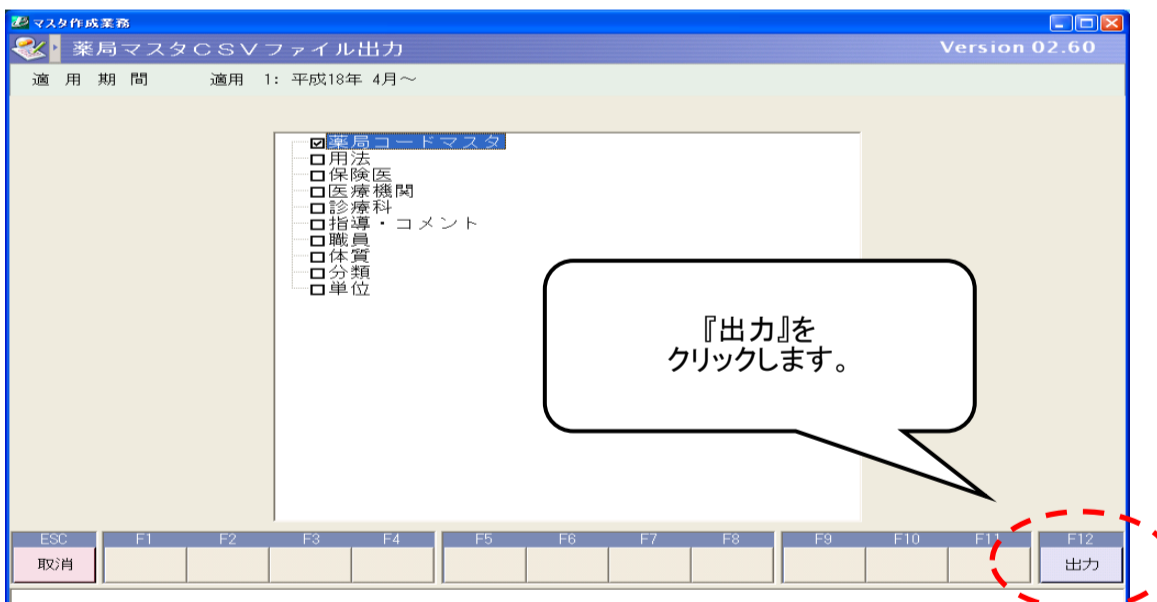 マスタ作成業務
薬局マスタCSVファイル出力 Version 02.60
適用期間 適用 1: 平成18年 4月～
薬局コードマスタ
用法
保険医
医療機関
診療科
指導・コメント
職員
体質
分類
単位
『出力』を
クリックします。
ESC F1 F2 F3 F4 F5 F6 F7 F8 F9 F10 F11 F12
取消 出力